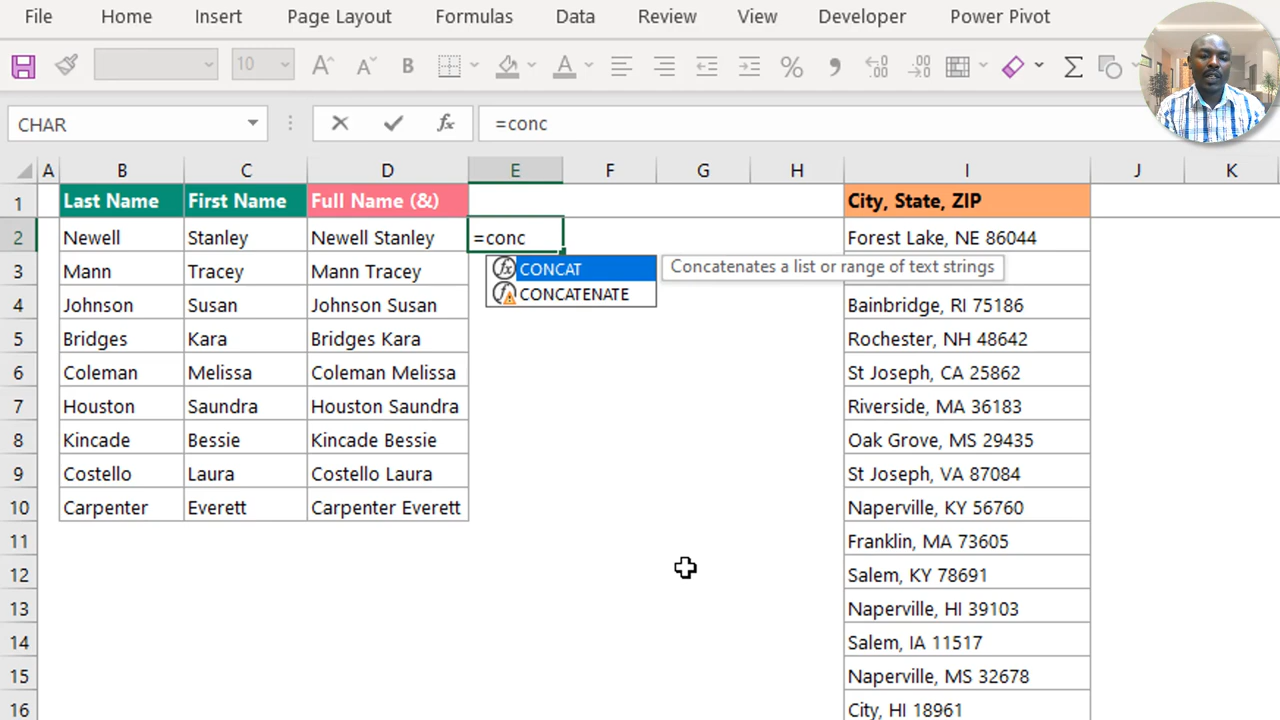 File Home Insert Page Layout Formulas Data Review View Developer Power Pivot
10 A A B A % , .00 .00 Σ
CHAR fx =conc
A B C D E F G H I J K
1 Last Name First Name Full Name (&) City, State, ZIP
2 Newell Stanley Newell Stanley =conc Forest Lake, NE 86044
3 Mann Tracey Mann Tracey CONCAT Concatenates a list or range of text strings
4 Johnson Susan Johnson Susan CONCATENATE Bainbridge, RI 75186
5 Bridges Kara Bridges Kara Rochester, NH 48642
6 Coleman Melissa Coleman Melissa St Joseph, CA 25862
7 Houston Saundra Houston Saundra Riverside, MA 36183
8 Kincade Bessie Kincade Bessie Oak Grove, MS 29435
9 Costello Laura Costello Laura St Joseph, VA 87084
10 Carpenter Everett Carpenter Everett Naperville, KY 56760
11 Franklin, MA 73605
12 Salem, KY 78691
13 Naperville, HI 39103
14 Salem, IA 11517
15 Naperville, MS 32678
16 City, HI 18961